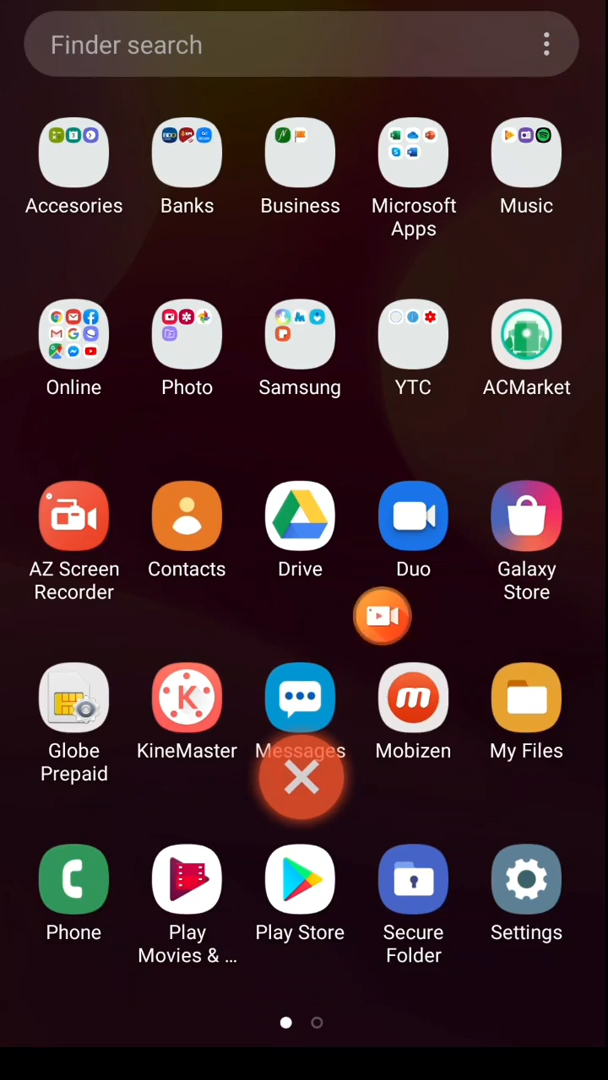 Finder search
Accesories
Banks
Business
Microsoft Apps
Music
Online
Photo
Samsung
YTC
ACMarket
AZ Screen Recorder
Contacts
Drive
Duo
Galaxy Store
Globe Prepaid
KineMaster
Messages
Mobizen
My Files
Phone
Play Movies & ...
Play Store
Secure Folder
Settings